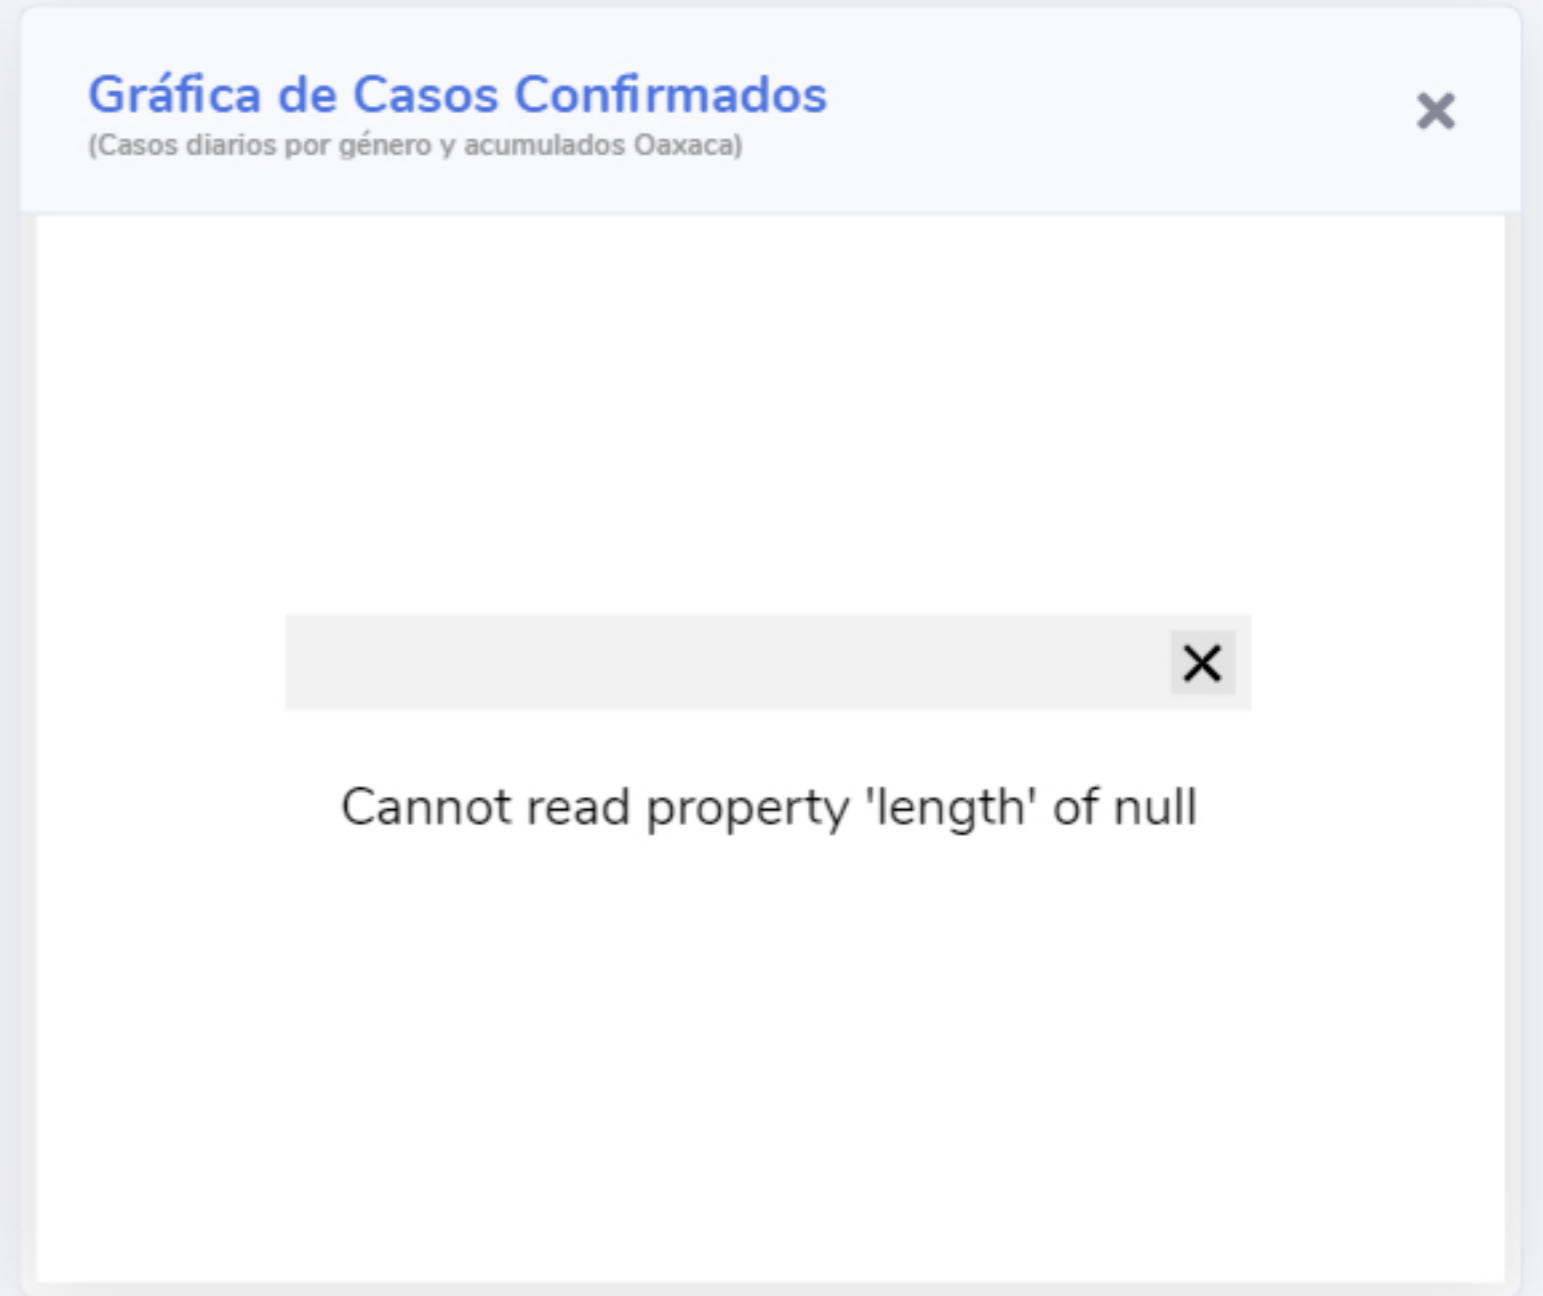 Gráfica de Casos Confirmados
(Casos diarios por género y acumulados Oaxaca)
Cannot read property 'length' of null